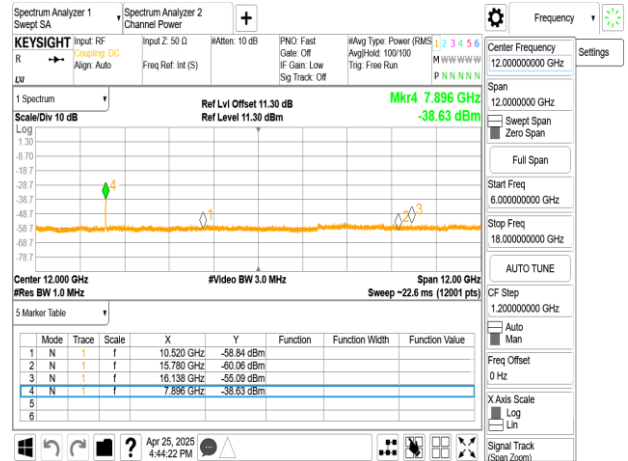 Spectrum Analyzer 1
Swept SA
Spectrum Analyzer 2
Channel Power
+
Frequency
KEYSIGHT
R
Input: RF
Coupling: DC
Align: Auto
Input Z: 50 Ω
Freq Ref: Int (S)
#Atten: 10 dB
PNO: Fast
Gate: Off
IF Gain: Low
Sig Track: Off
#Avg Type: Power (RMS
Avg|Hold: 100/100
Trig: Free Run
1 2 3 4 5 6
M W W W W W
P N N N N N
1 Spectrum
Scale/Div 10 dB
Ref Lvl Offset 11.30 dB
Ref Level 11.30 dBm
Mkr4 7.896 GHz
-38.63 dBm
Log
1.30
-8.70
-18.7
-28.7
-38.7
-48.7
-58.7
-68.7
-78.7
4
1
2
3
Center 12.000 GHz
#Res BW 1.0 MHz
#Video BW 3.0 MHz
Span 12.00 GHz
Sweep ~22.6 ms (12001 pts)
5 Marker Table
Mode Trace Scale X Y Function Function Width Function Value
1 N 1 f 10.520 GHz -58.84 dBm
2 N 1 f 15.780 GHz -60.06 dBm
3 N 1 f 16.138 GHz -55.09 dBm
4 N 1 f 7.896 GHz -38.63 dBm
5
6
?
Apr 25, 2025
4:44:22 PM
Center Frequency
12.000000000 GHz
Settings
Span
12.0000000 GHz
Swept Span
Zero Span
Full Span
Start Freq
6.000000000 GHz
Stop Freq
18.000000000 GHz
AUTO TUNE
CF Step
1.200000000 GHz
Auto
Man
Freq Offset
0 Hz
X Axis Scale
Log
Lin
Signal Track
(Span Zoom)